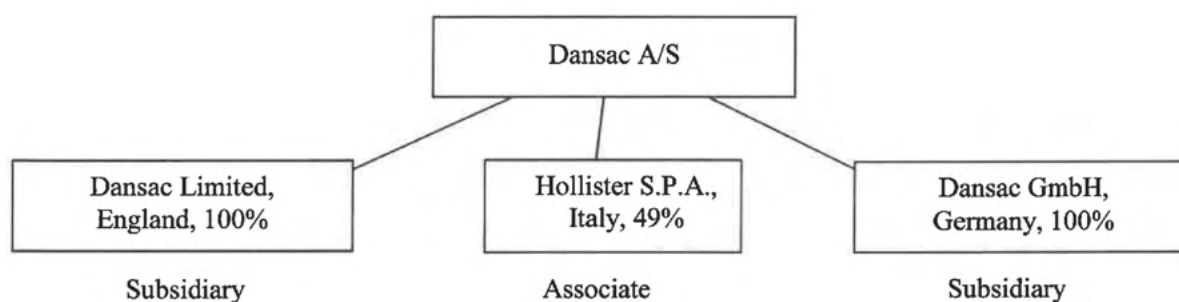 Dansac A/S
Dansac Limited,
England, 100%
Hollister S.P.A.,
Italy, 49%
Dansac GmbH,
Germany, 100%
Subsidiary
Associate
Subsidiary